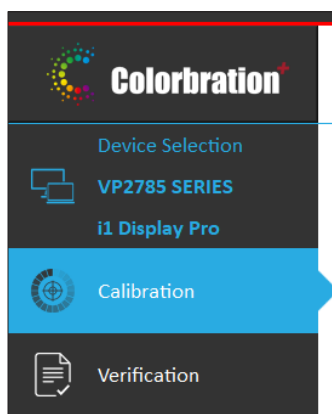 Colorbration+
Device Selection
VP2785 SERIES
i1 Display Pro
Calibration
Verification